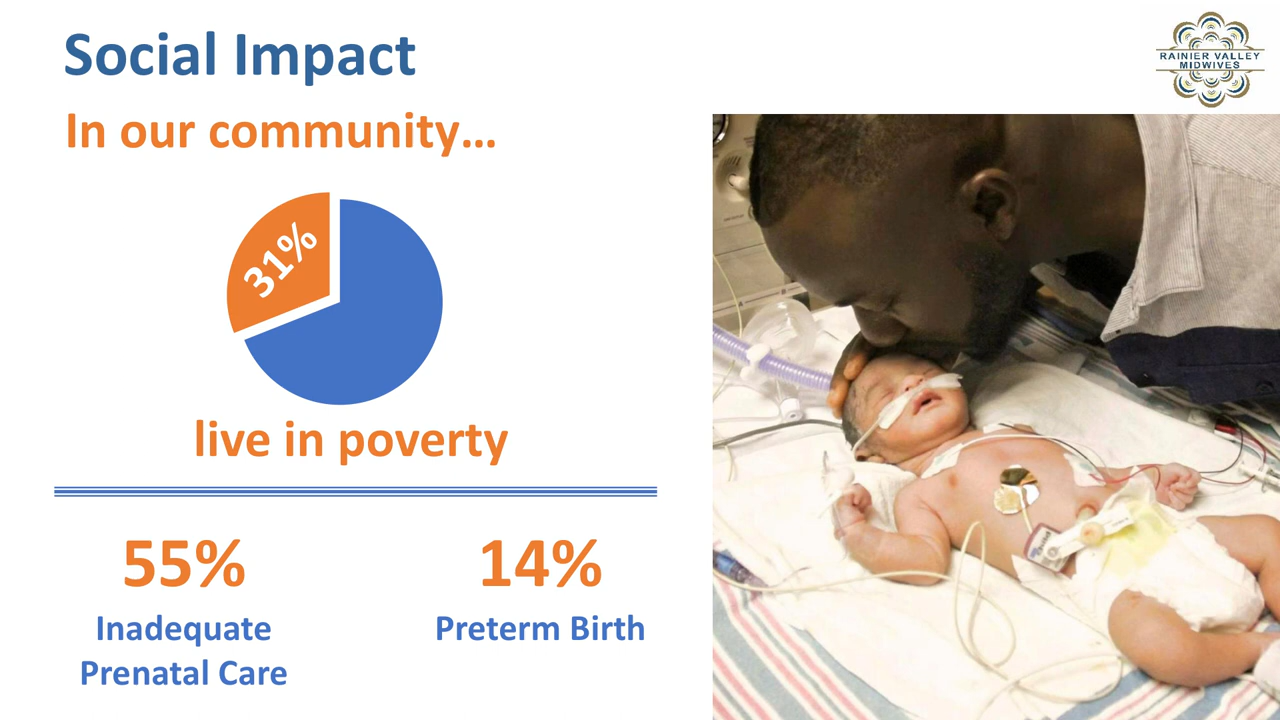 Social Impact
RAINIER VALLEY
MIDWIVES
In our community...
31%
live in poverty
55%
14%
Inadequate
Prenatal Care
Preterm Birth